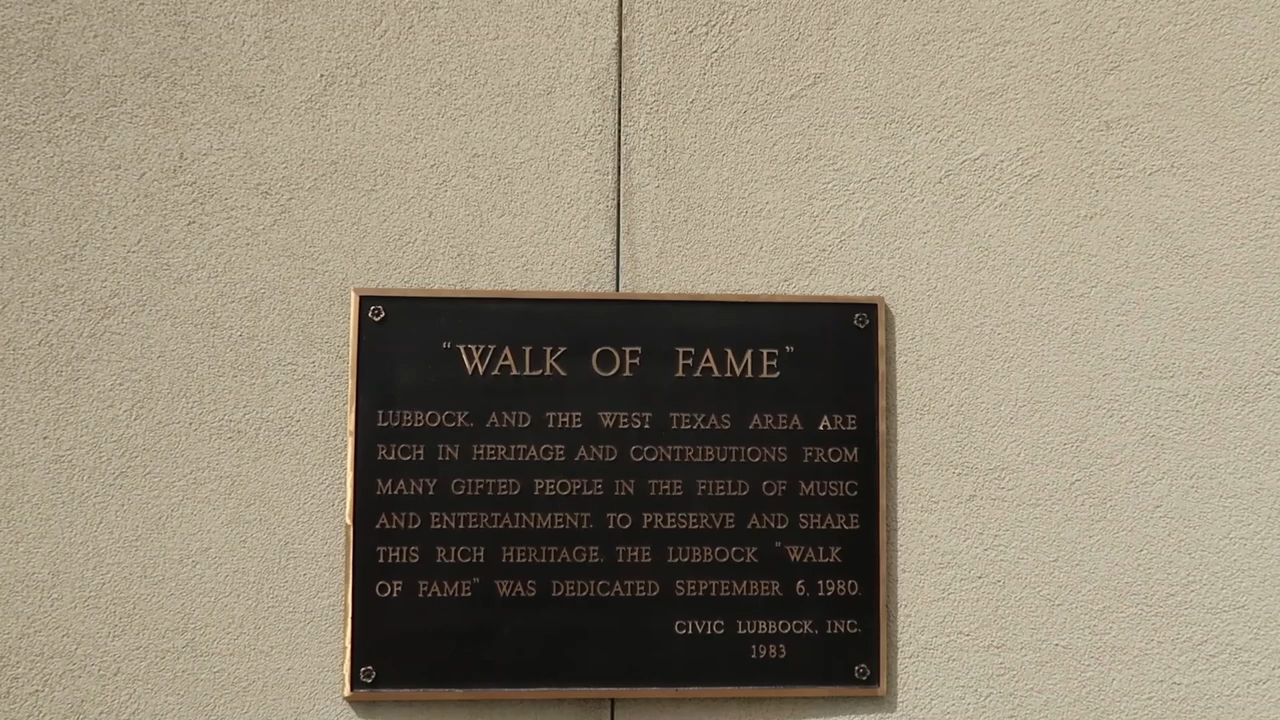 "WALK OF FAME"
LUBBOCK, AND THE WEST TEXAS AREA ARE
RICH IN HERITAGE AND CONTRIBUTIONS FROM
MANY GIFTED PEOPLE IN THE FIELD OF MUSIC
AND ENTERTAINMENT. TO PRESERVE AND SHARE
THIS RICH HERITAGE, THE LUBBOCK "WALK
OF FAME" WAS DEDICATED SEPTEMBER 6, 1980.
CIVIC LUBBOCK, INC.
1983